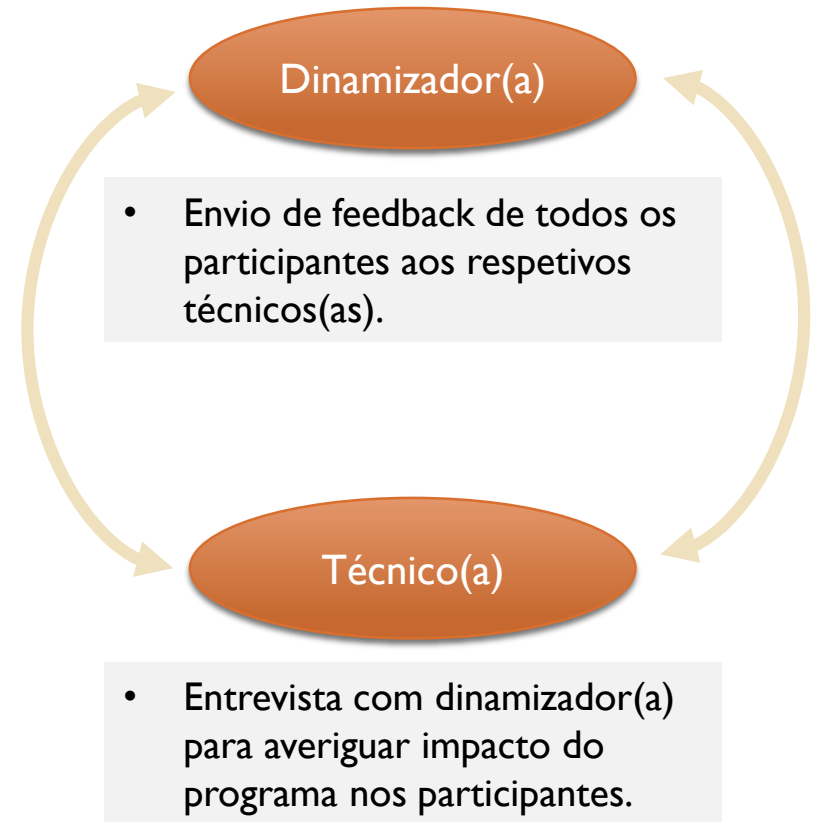 Dinamizador(a)
• Envio de feedback de todos os
participantes aos respetivos
técnicos(as).
Técnico(a)
• Entrevista com dinamizador(a)
para averiguar impacto do
programa nos participantes.